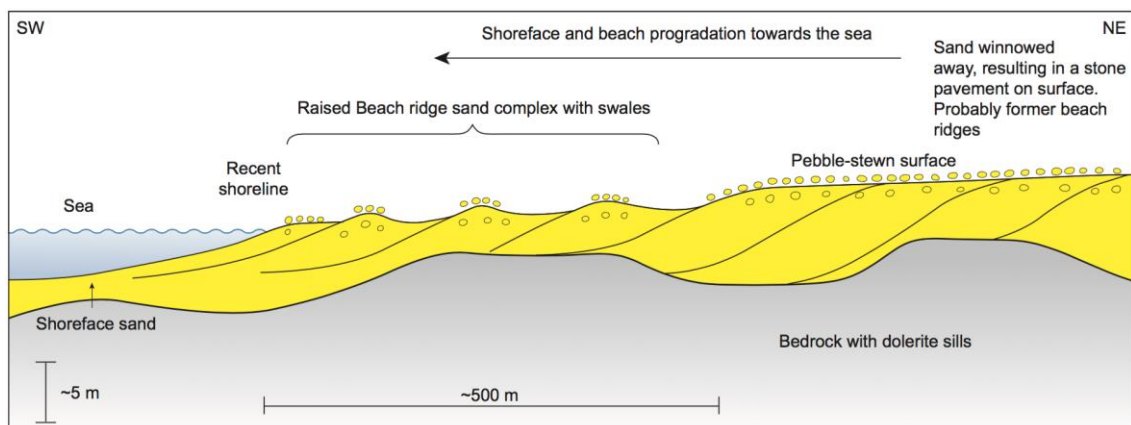 SW
NE
Shoreface and beach progradation towards the sea
Sand winnowed
away, resulting in a stone
pavement on surface.
Probably former beach
ridges
Raised Beach ridge sand complex with swales
Recent
shoreline
Pebble-stewn surface
Sea
Shoreface sand
Bedrock with dolerite sills
~5 m
~500 m